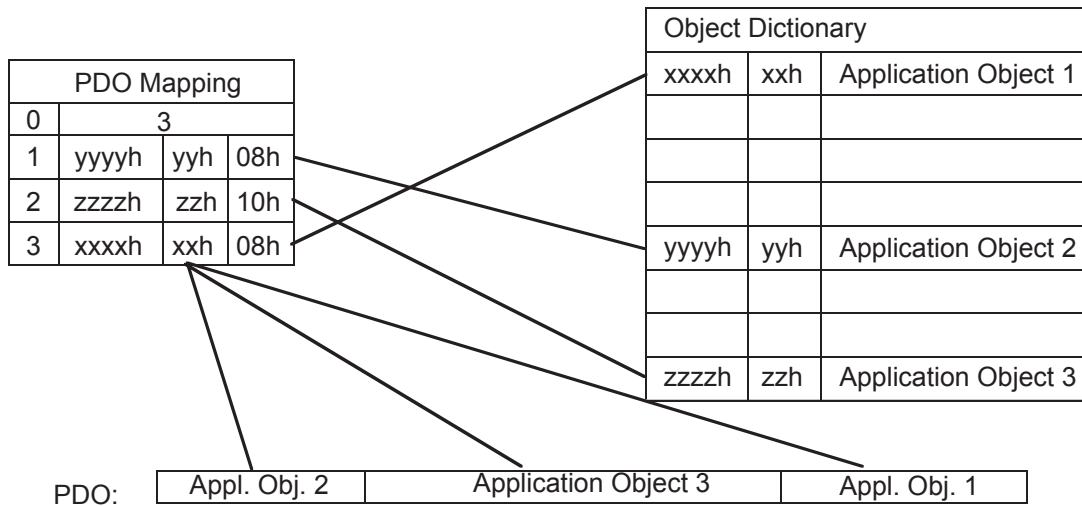 Object Dictionary
xxxxh xxh Application Object 1
PDO Mapping
0 3
1 yyyyh yyh 08h
2 zzzzh zzh 10h
3 xxxxh xxh 08h
yyyyh yyh Application Object 2
zzzzh zzh Application Object 3
PDO: Appl. Obj. 2 Application Object 3 Appl. Obj. 1